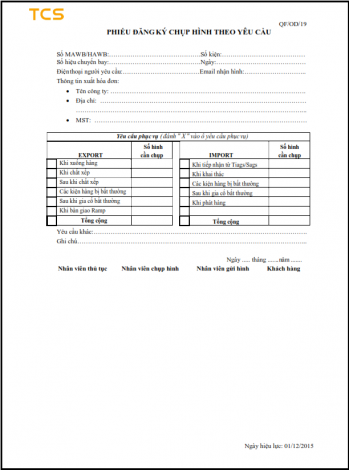 TCS
QF/OD/19
PHIẾU ĐĂNG KÝ CHỤP HÌNH THEO YÊU CẦU
Số MAWB/HAWB:..............................Số kiện:..............................
Số hiệu chuyến bay:..............................Ngày:..............................
Điện thoại người yêu cầu..............................Email nhận hình:..............................
Thông tin xuất hóa đơn:
• Tên công ty: ..............................
• Địa chỉ: ..............................
..............................
• MST: ..............................
Yêu cầu phục vụ ( đánh " X " vào ô yêu cầu phục vụ)
EXPORT Số hình cần chụp IMPORT Số hình cần chụp
Khi xuống hàng Khi tiếp nhận từ Tiags/Sags
Khi chất xếp Khi khai thác
Sau khi chất xếp Các kiện hàng bị bất thường
Các kiện hàng bị bất thường Sau khi gia cố bất thường
Sau khi gia cố bất thường Khi phát hàng
Khi bàn giao Ramp
Tổng cộng Tổng cộng
Yêu cầu khác:..............................
Ghi chú..............................
Ngày ..... tháng .......năm ......
Nhân viên thủ tục Nhân viên chụp hình Nhân viên gửi hình Khách hàng
Ngày hiệu lực: 01/12/2015